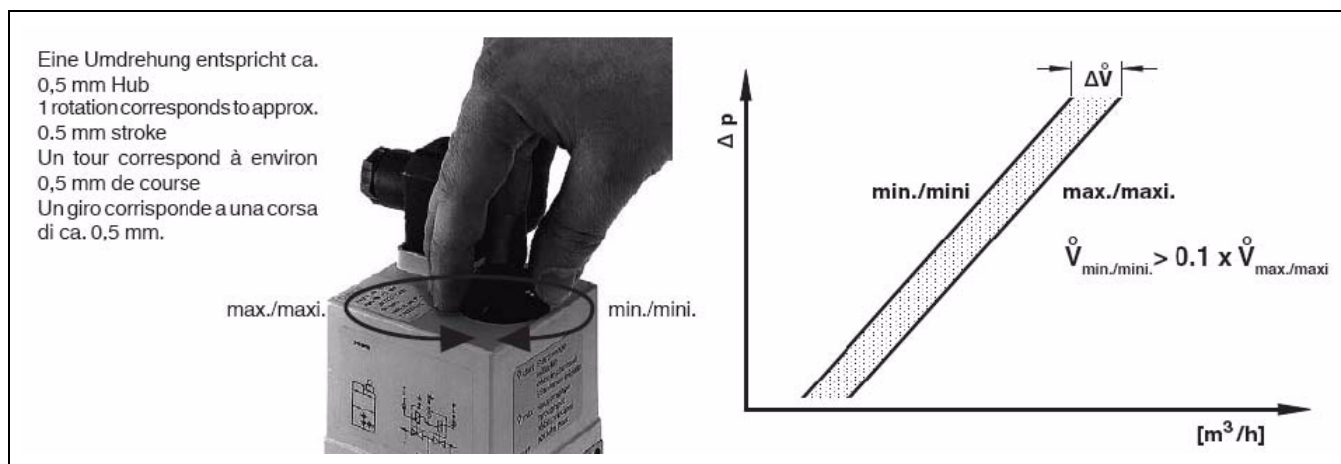 Eine Umdrehung entspricht ca.
0,5 mm Hub
1 rotation corresponds to approx.
0.5 mm stroke
Un tour correspond à environ
0,5 mm de course
Un giro corrisponde a una corsa
di ca. 0,5 mm.
max./maxi.
min./mini.
ΔV̊
Δ p
min./mini
max./maxi.
V̊min./mini.> 0.1 x V̊max./maxi
[m³/h]